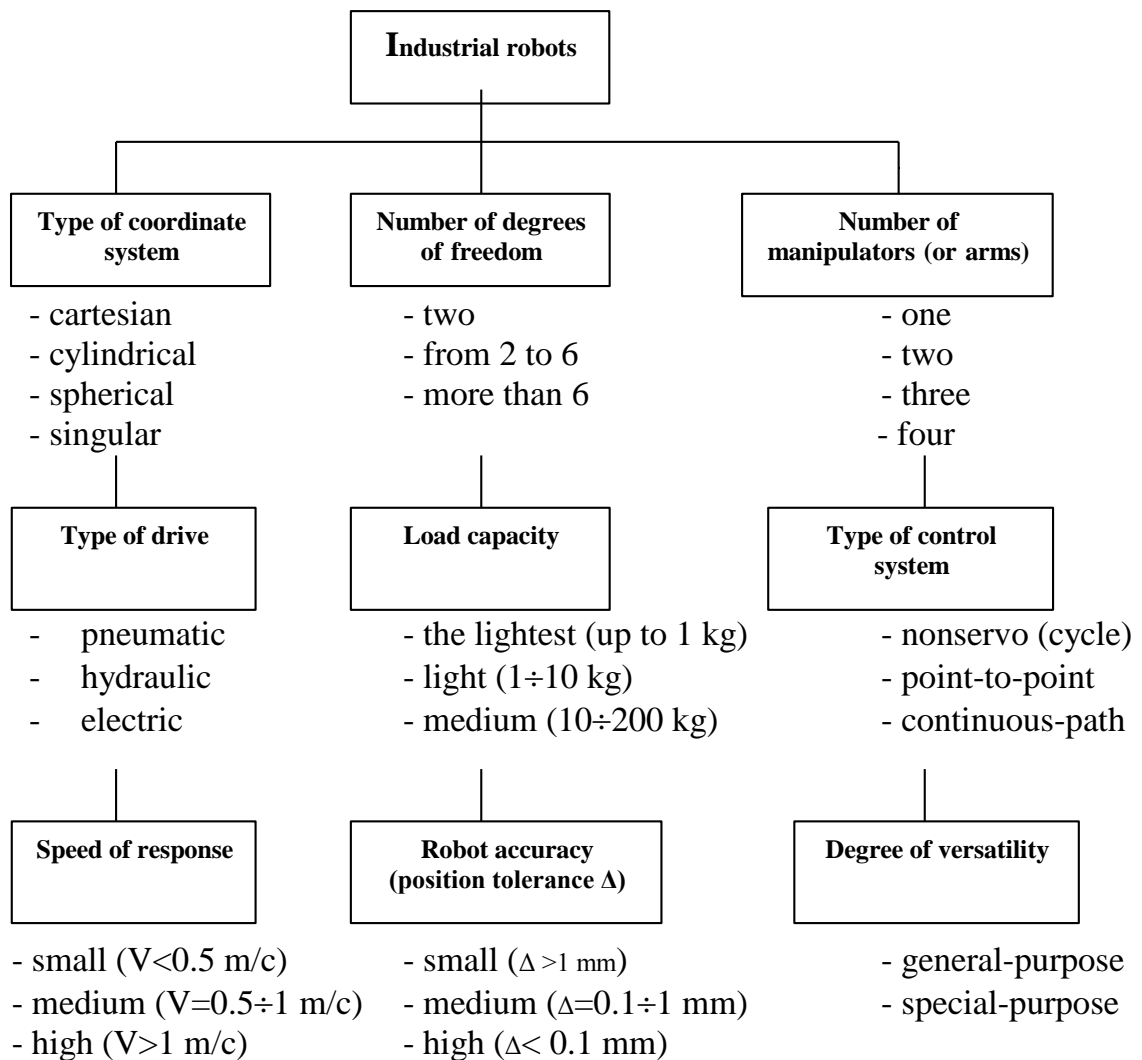 Industrial robots
Type of coordinate
system
- cartesian
- cylindrical
- spherical
- singular
Number of degrees
of freedom
- two
- from 2 to 6
- more than 6
Number of
manipulators (or arms)
- one
- two
- three
- four
Type of drive
- pneumatic
- hydraulic
- electric
Load capacity
- the lightest (up to 1 kg)
- light (1÷10 kg)
- medium (10÷200 kg)
Type of control
system
- nonservo (cycle)
- point-to-point
- continuous-path
Speed of response
- small (V<0.5 m/c)
- medium (V=0.5÷1 m/c)
- high (V>1 m/c)
Robot accuracy
(position tolerance Δ)
- small (Δ >1 mm)
- medium (Δ=0.1÷1 mm)
- high (Δ< 0.1 mm)
Degree of versatility
- general-purpose
- special-purpose